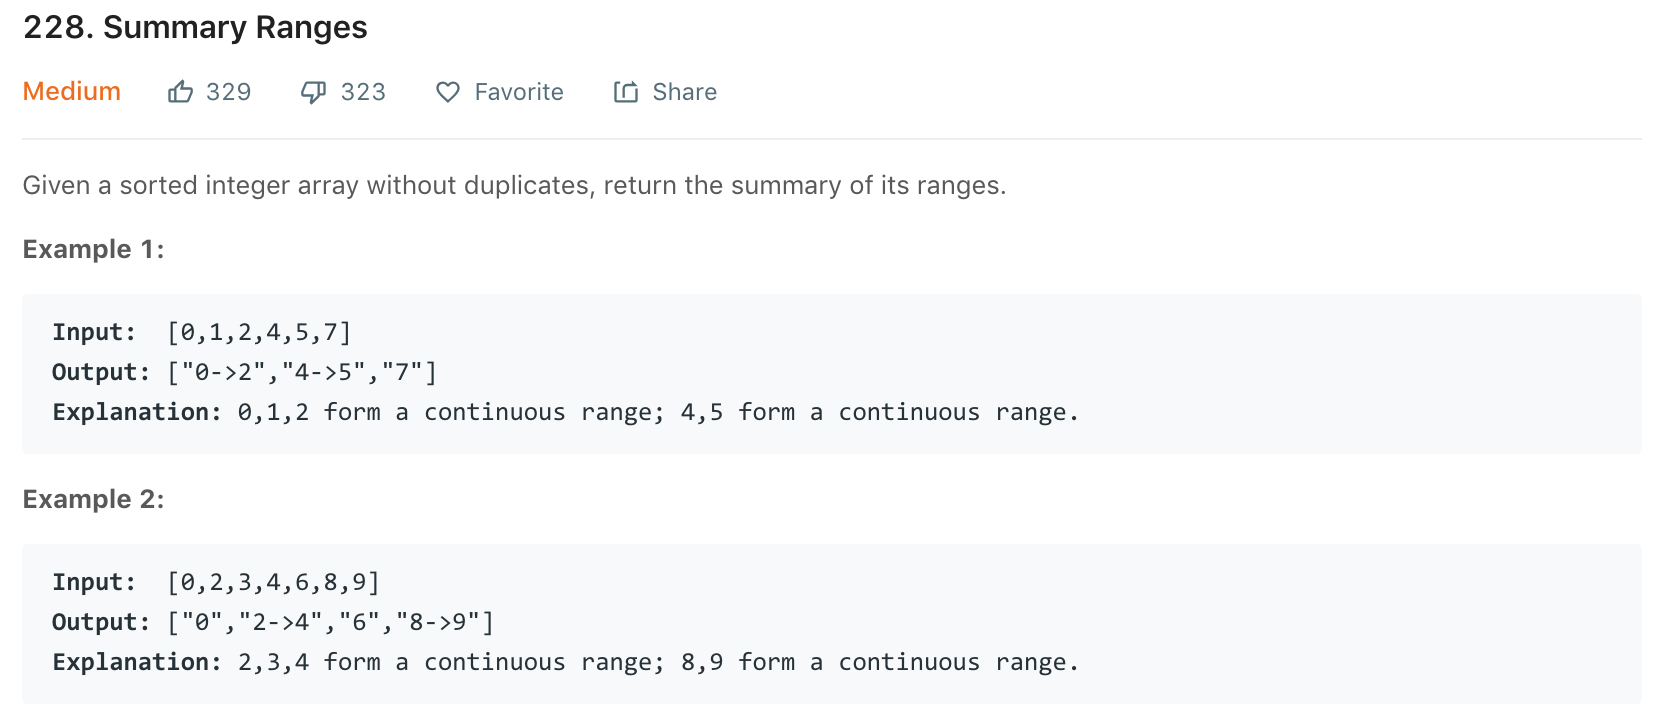 228. Summary Ranges
Medium 329 323 Favorite Share
Given a sorted integer array without duplicates, return the summary of its ranges.
Example 1:
Input:  [0,1,2,4,5,7]
Output: ["0->2","4->5","7"]
Explanation: 0,1,2 form a continuous range; 4,5 form a continuous range.
Example 2:
Input:  [0,2,3,4,6,8,9]
Output: ["0","2->4","6","8->9"]
Explanation: 2,3,4 form a continuous range; 8,9 form a continuous range.